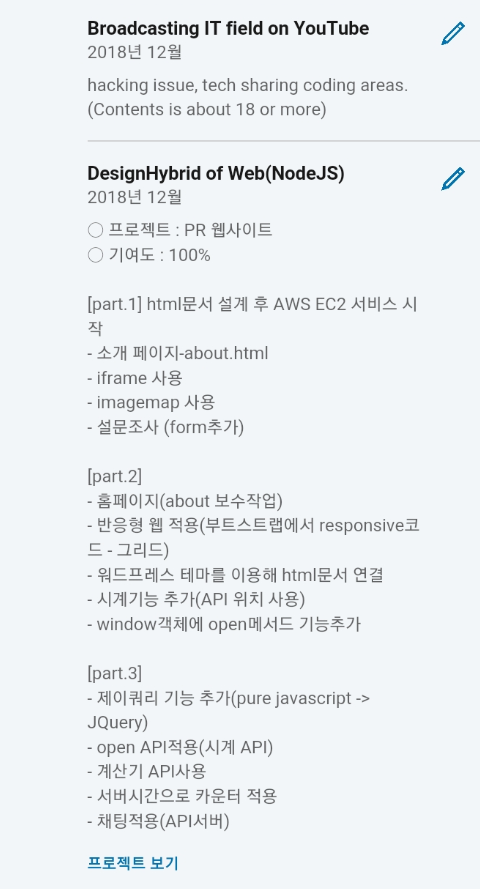 Broadcasting IT field on YouTube
2018년 12월
hacking issue, tech sharing coding areas.
(Contents is about 18 or more)
DesignHybrid of Web(NodeJS)
2018년 12월
○ 프로젝트 : PR 웹사이트
○ 기여도 : 100%
[part.1] html문서 설계 후 AWS EC2 서비스 시
작
- 소개 페이지-about.html
- iframe 사용
- imagemap 사용
- 설문조사 (form추가)
[part.2]
- 홈페이지(about 보수작업)
- 반응형 웹 적용(부트스트랩에서 responsive코
드 - 그리드)
- 워드프레스 테마를 이용해 html문서 연결
- 시계기능 추가(API 위치 사용)
- window객체에 open메서드 기능추가
[part.3]
- 제이쿼리 기능 추가(pure javascript ->
JQuery)
- open API적용(시계 API)
- 계산기 API사용
- 서버시간으로 카운터 적용
- 채팅적용(API서버)
프로젝트 보기